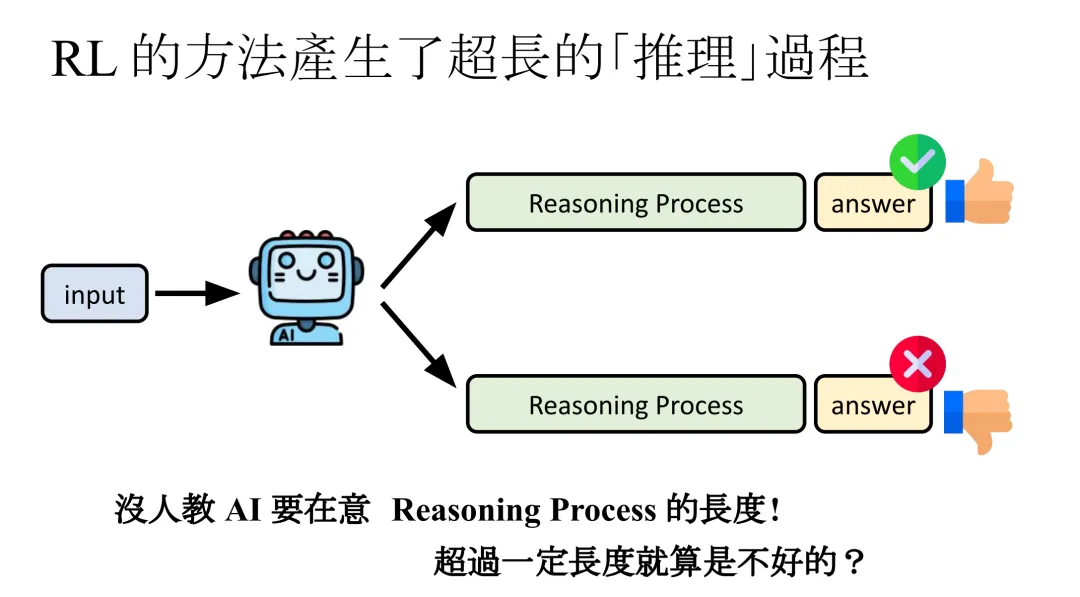 RL 的方法產生了超長的「推理」過程
Reasoning Process
answer
input
AI
Reasoning Process
answer
沒人教 AI 要在意 Reasoning Process 的長度!
超過一定長度就算是不好的？